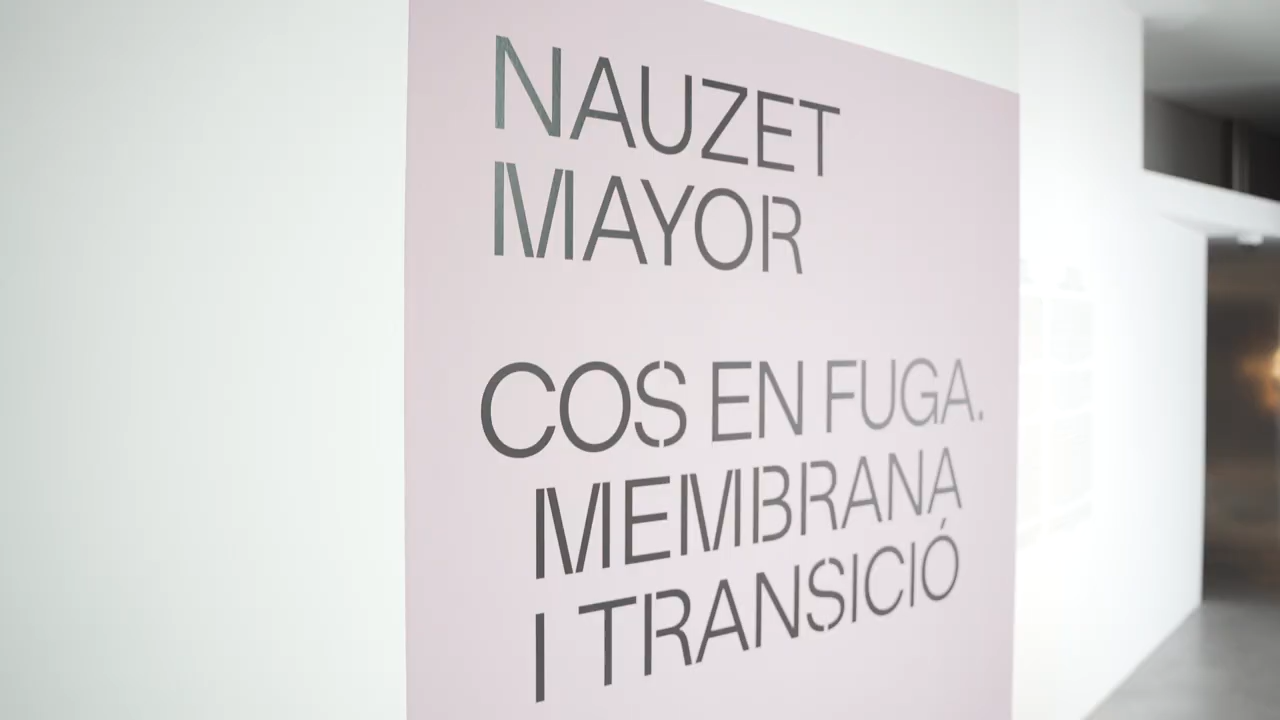 NAUZET
MAYOR
COS EN FUGA.
MEMBRANA
I TRANSICIÓ